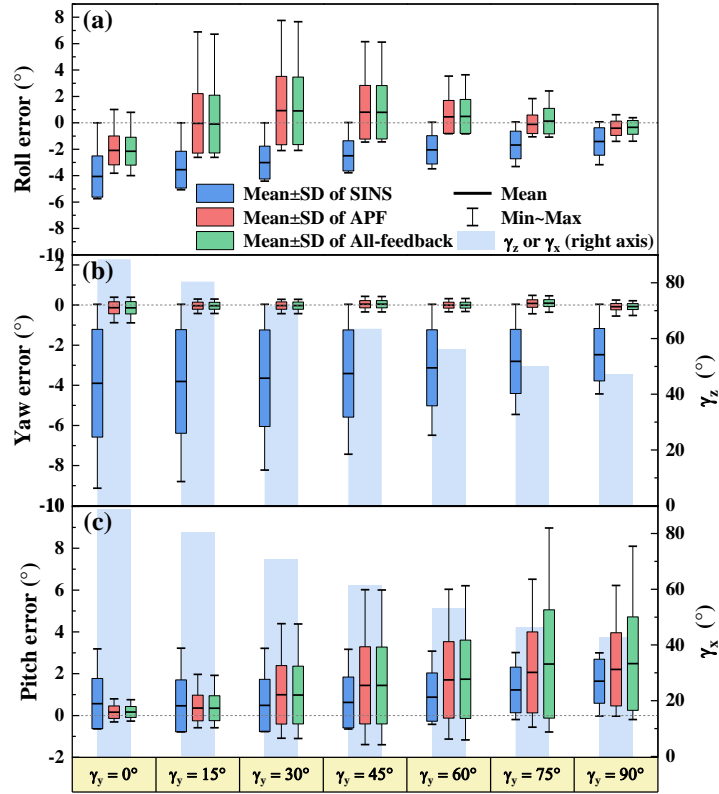 (a)
Roll error (°)
8
6
4
2
0
-2
-4
-6
-8
-10
Mean±SD of SINS
Mean
Mean±SD of APF
Min~Max
Mean±SD of All-feedback
γz or γx (right axis)
(b)
Yaw error (°)
2
0
-2
-4
-6
-8
-10
80
60
40
20
0
γz (°)
(c)
Pitch error (°)
8
6
4
2
0
-2
80
60
40
20
0
γx (°)
γy = 0° γy = 15° γy = 30° γy = 45° γy = 60° γy = 75° γy = 90°